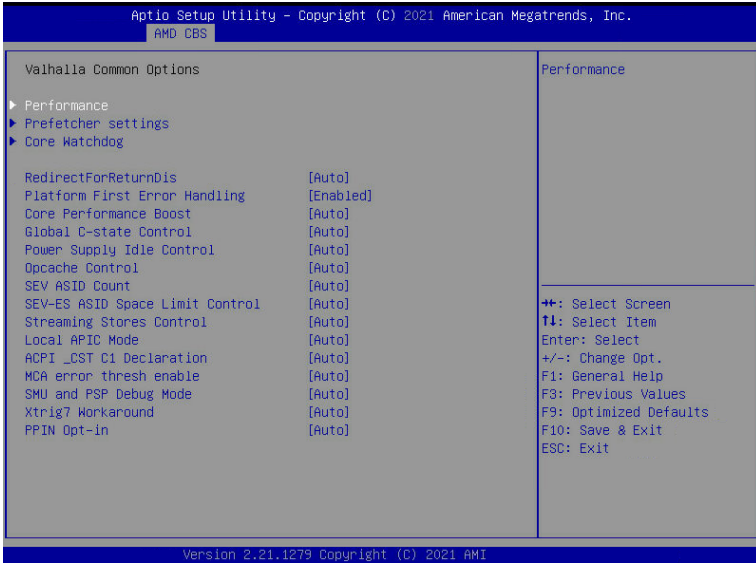 Aptio Setup Utility – Copyright (C) 2021 American Megatrends, Inc.
AMD CBS
Valhalla Common Options
Performance
Prefetcher settings
Core Watchdog
RedirectForReturnDis [Auto]
Platform First Error Handling [Enabled]
Core Performance Boost [Auto]
Global C-state Control [Auto]
Power Supply Idle Control [Auto]
Opcache Control [Auto]
SEV ASID Count [Auto]
SEV-ES ASID Space Limit Control [Auto]
Streaming Stores Control [Auto]
Local APIC Mode [Auto]
ACPI _CST C1 Declaration [Auto]
MCA error thresh enable [Auto]
SMU and PSP Debug Mode [Auto]
Xtrig7 Workaround [Auto]
PPIN Opt-in [Auto]
Performance
→←: Select Screen
↑↓: Select Item
Enter: Select
+/-: Change Opt.
F1: General Help
F3: Previous Values
F9: Optimized Defaults
F10: Save & Exit
ESC: Exit
Version 2.21.1279 Copyright (C) 2021 AMI